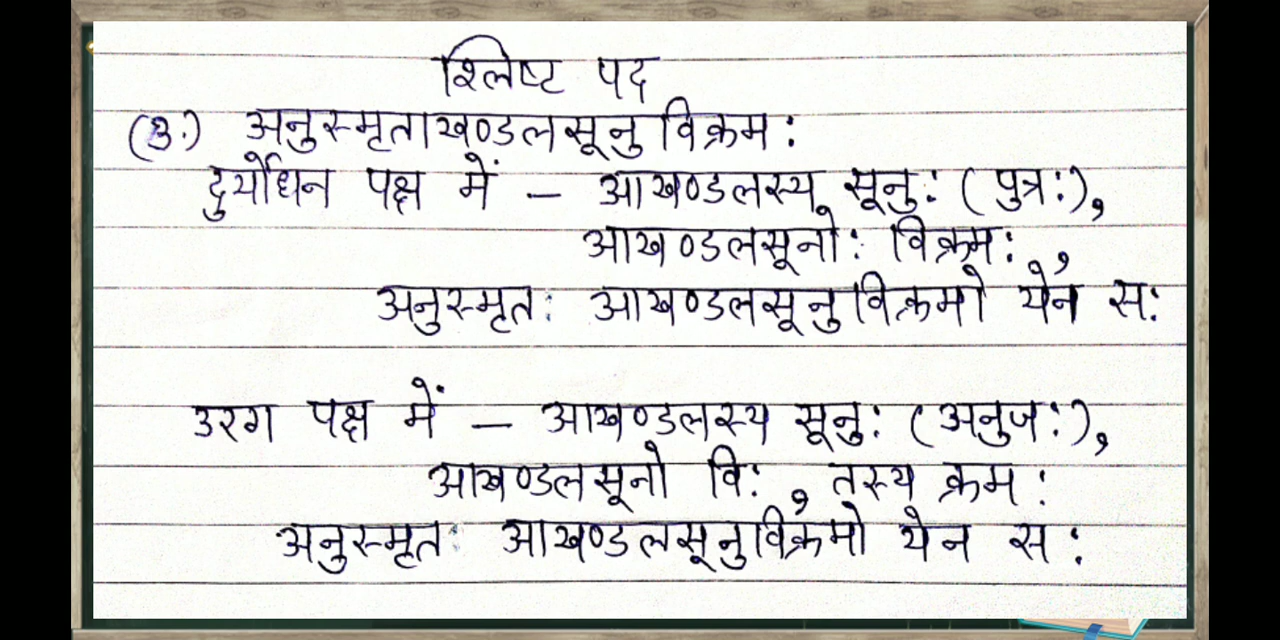 श्लिष्ट पद
(3.) अनुस्मृताखण्डलसूनुविक्रम:
दुर्योधन पक्ष में - आखण्डलस्य सूनु: (पुत्र:),
आखण्डलसूनो: विक्रम:,
अनुस्मृत: आखण्डलसूनुविक्रमो येन स:
उरग पक्ष में - आखण्डलस्य सूनु: (अनुज:),
आखण्डलसूनो वि:, तस्य क्रम:
अनुस्मृत: आखण्डलसूनुविक्रमो येन स: